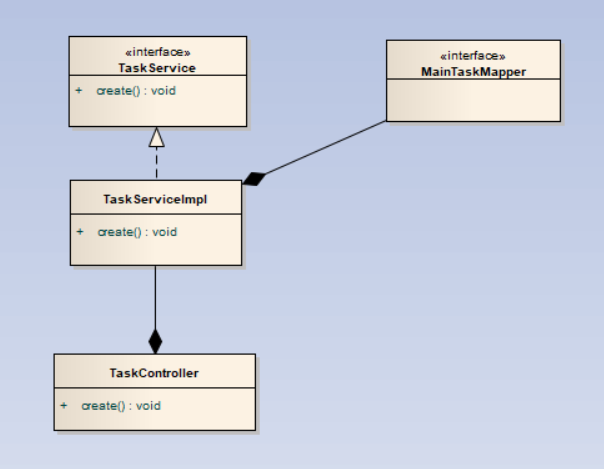 «interface»
TaskService
+ create() : void
«interface»
MainTaskMapper
TaskServiceImpl
+ create() : void
TaskController
+ create() : void